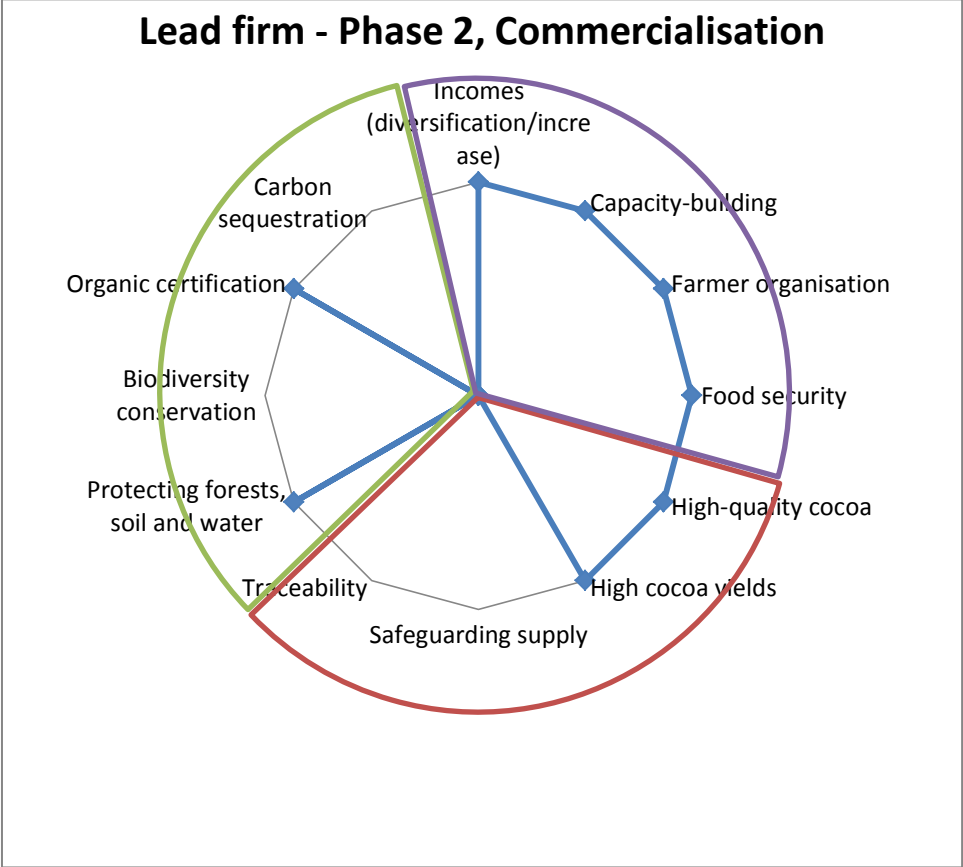 Lead firm - Phase 2, Commercialisation
Incomes
(diversification/incre
ase)
Capacity-building
Farmer organisation
Food security
High-quality cocoa
High cocoa yields
Safeguarding supply
Traceability
Protecting forests,
soil and water
Biodiversity
conservation
Organic certification
Carbon
sequestration